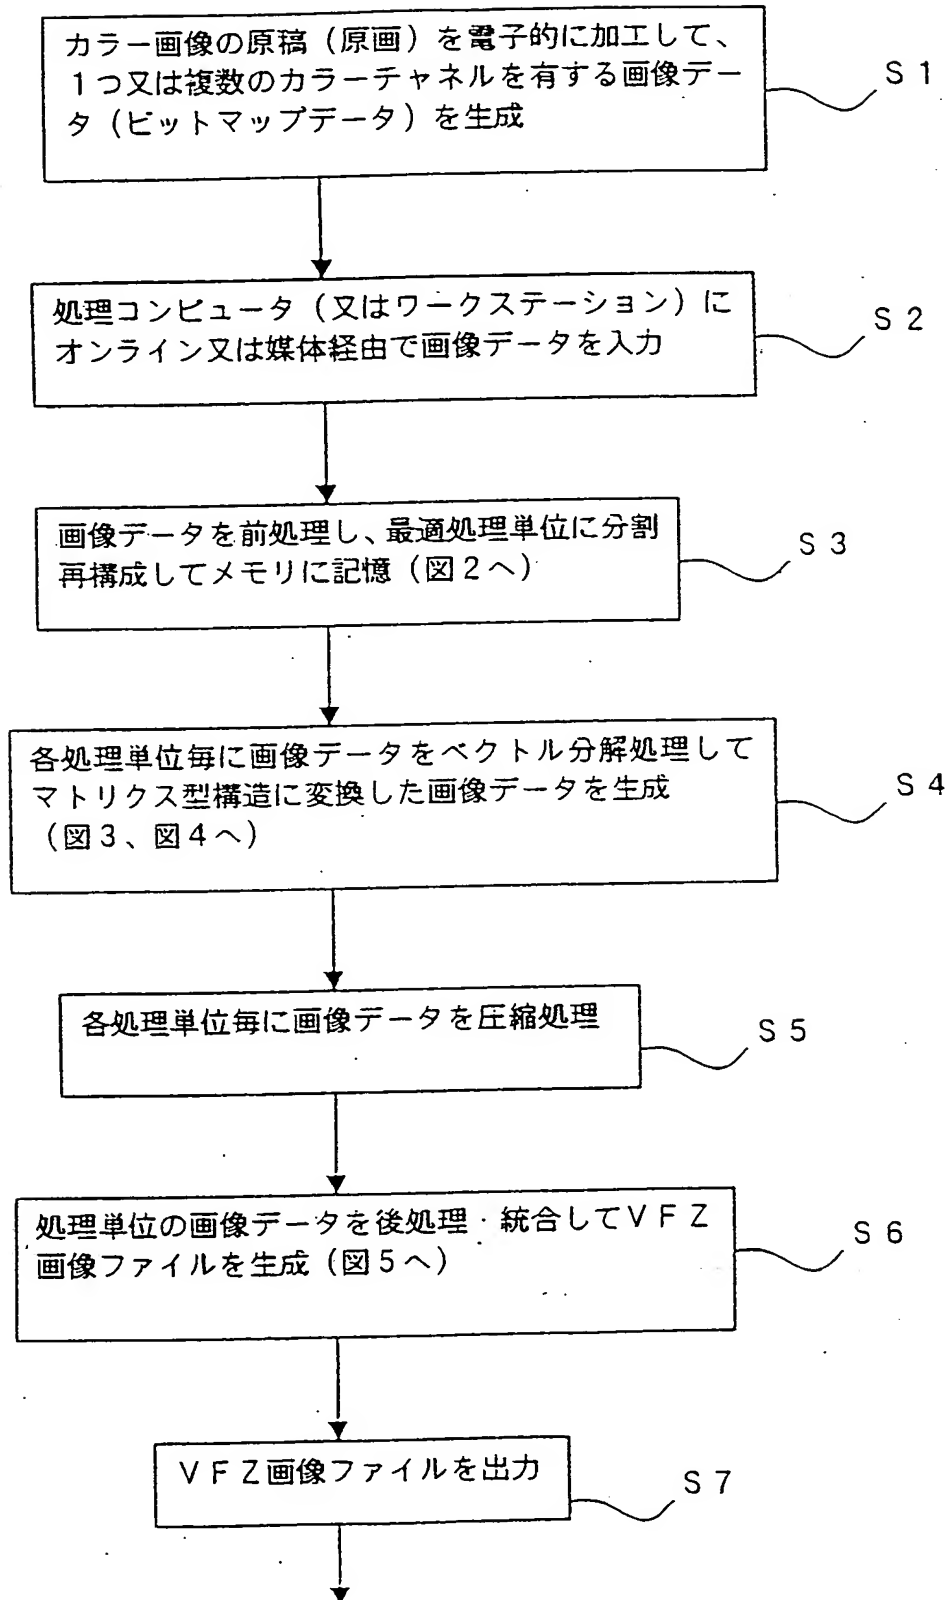 カラー画像の原稿（原画）を電子的に加工して、
１つ又は複数のカラーチャネルを有する画像デー
タ（ビットマップデータ）を生成
Ｓ１
処理コンピュータ（又はワークステーション）に
オンライン又は媒体経由で画像データを入力
Ｓ２
画像データを前処理し、最適処理単位に分割
再構成してメモリに記憶（図２へ）
Ｓ３
各処理単位毎に画像データをベクトル分解処理して
マトリクス型構造に変換した画像データを生成
（図３、図４へ）
Ｓ４
各処理単位毎に画像データを圧縮処理
Ｓ５
処理単位の画像データを後処理・統合してＶＦＺ
画像ファイルを生成（図５へ）
Ｓ６
ＶＦＺ画像ファイルを出力
Ｓ７